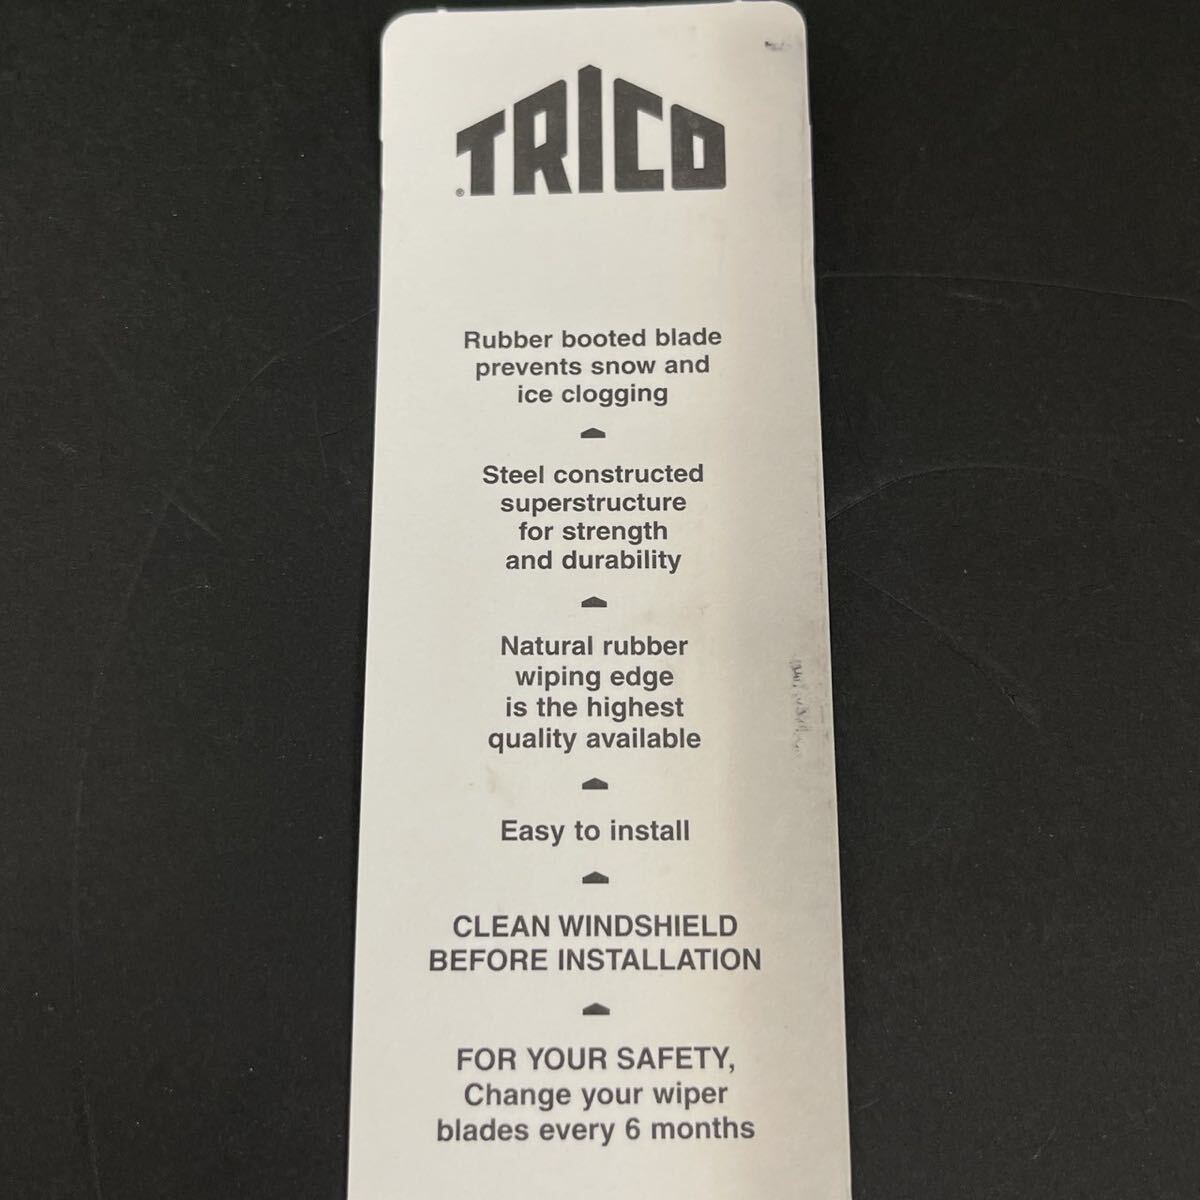 TRICO
®
Rubber booted blade
prevents snow and
ice clogging
Steel constructed
superstructure
for strength
and durability
Natural rubber
wiping edge
is the highest
quality available
Easy to install
CLEAN WINDSHIELD
BEFORE INSTALLATION
FOR YOUR SAFETY,
Change your wiper
blades every 6 months